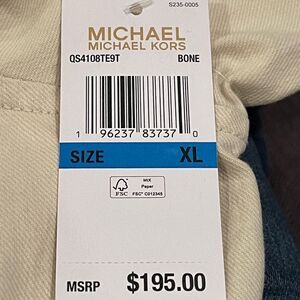 S235-0005
MICHAEL
MICHAEL KORS
QS4108TE9T BONE
1 96237 83737 0
SIZE XL
FSC
MIX
Paper
FSC® C012345
MSRP $195.00